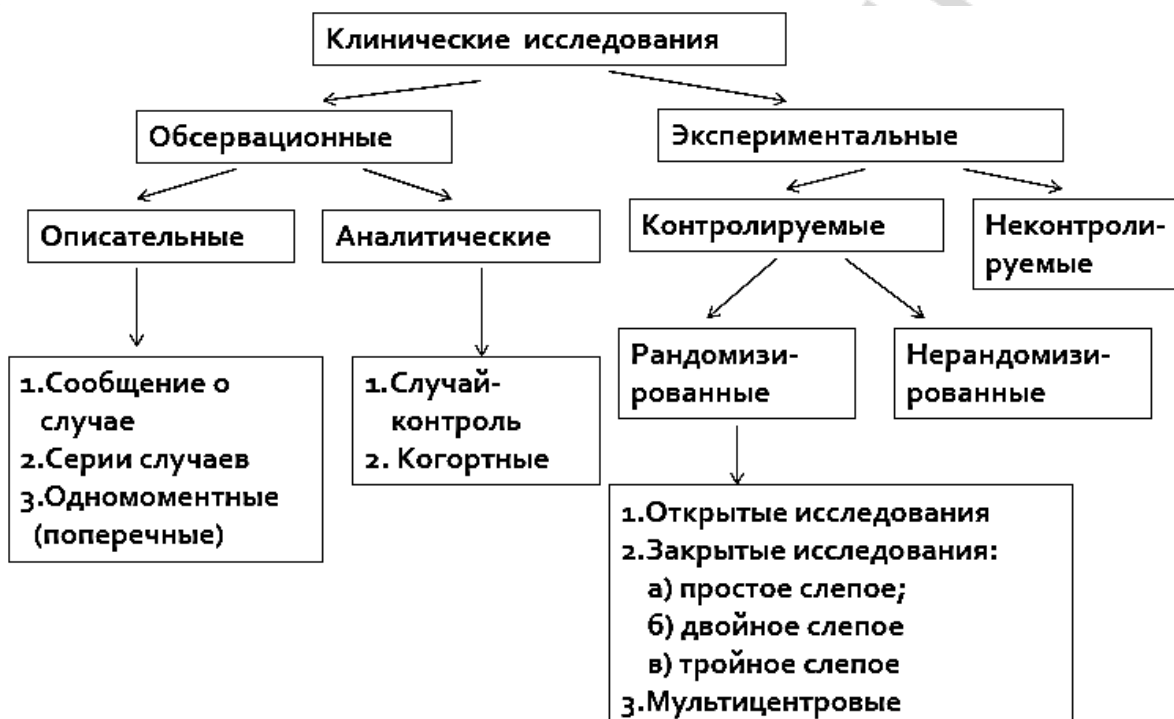 Клинические исследования
Обсервационные
Экспериментальные
Описательные
Аналитические
Контролируемые
Неконтроли-
руемые
1.Сообщение о
случае
2.Серии случаев
3.Одномоментные
(поперечные)
1.Случай-
контроль
2. Когортные
Рандомизи-
рованные
Нерандомизи-
рованные
1.Открытые исследования
2.Закрытые исследования:
а) простое слепое;
б) двойное слепое
в) тройное слепое
3.Мультицентровые